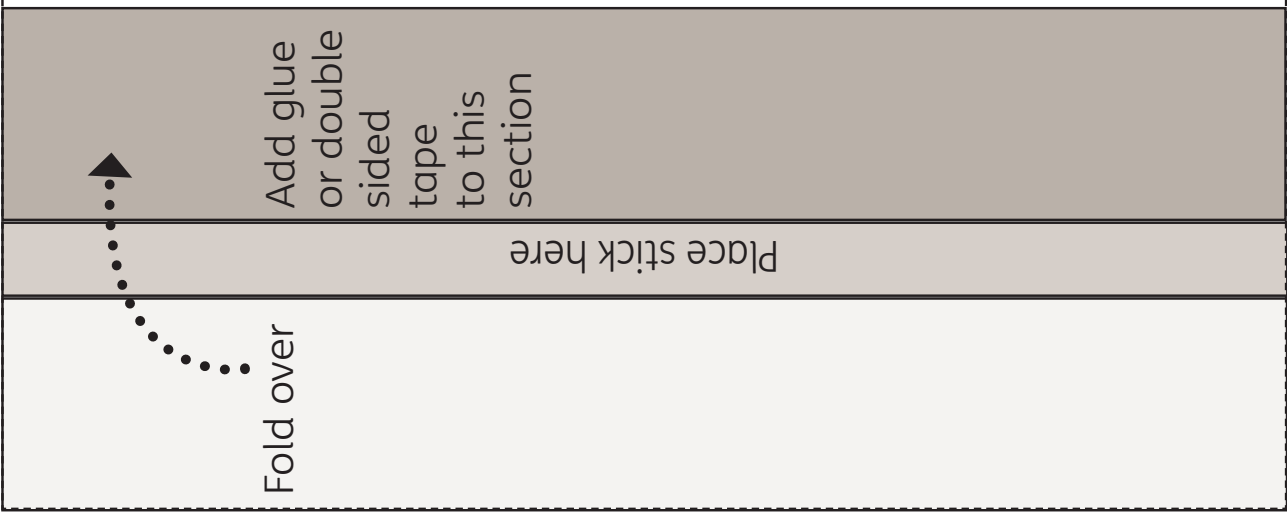 Add glue
or double
sided
tape
to this
section
Place stick here
Fold over